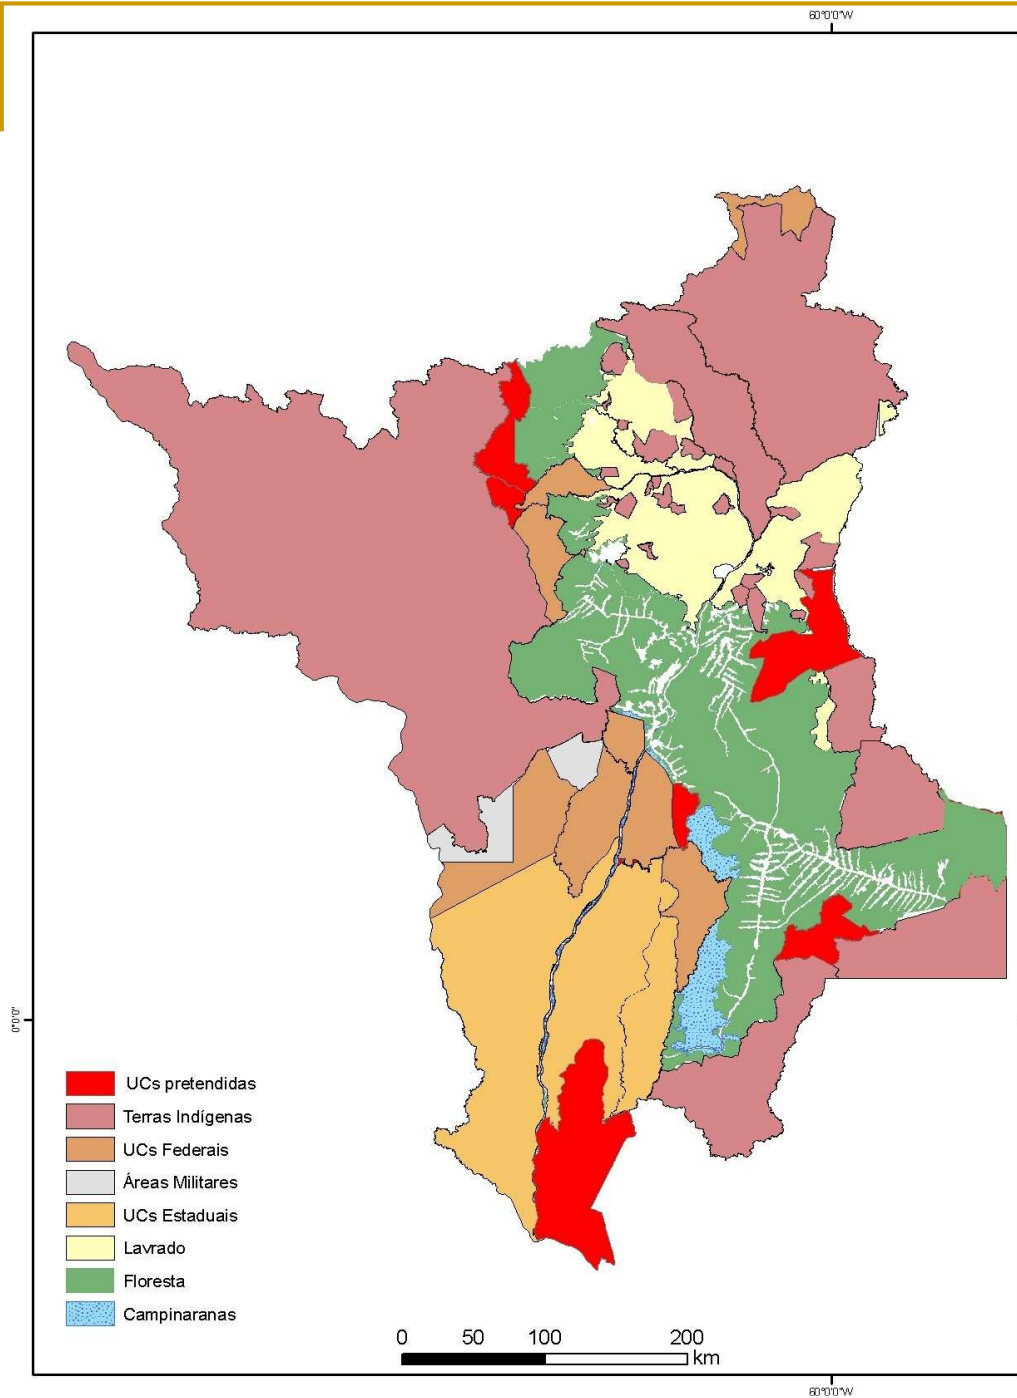 60°0'0"W
0°0'0"
UCs pretendidas
Terras Indígenas
UCs Federais
Áreas Militares
UCs Estaduais
Lavrado
Floresta
Campinaranas
0 50 100 200
km
60°0'0"W